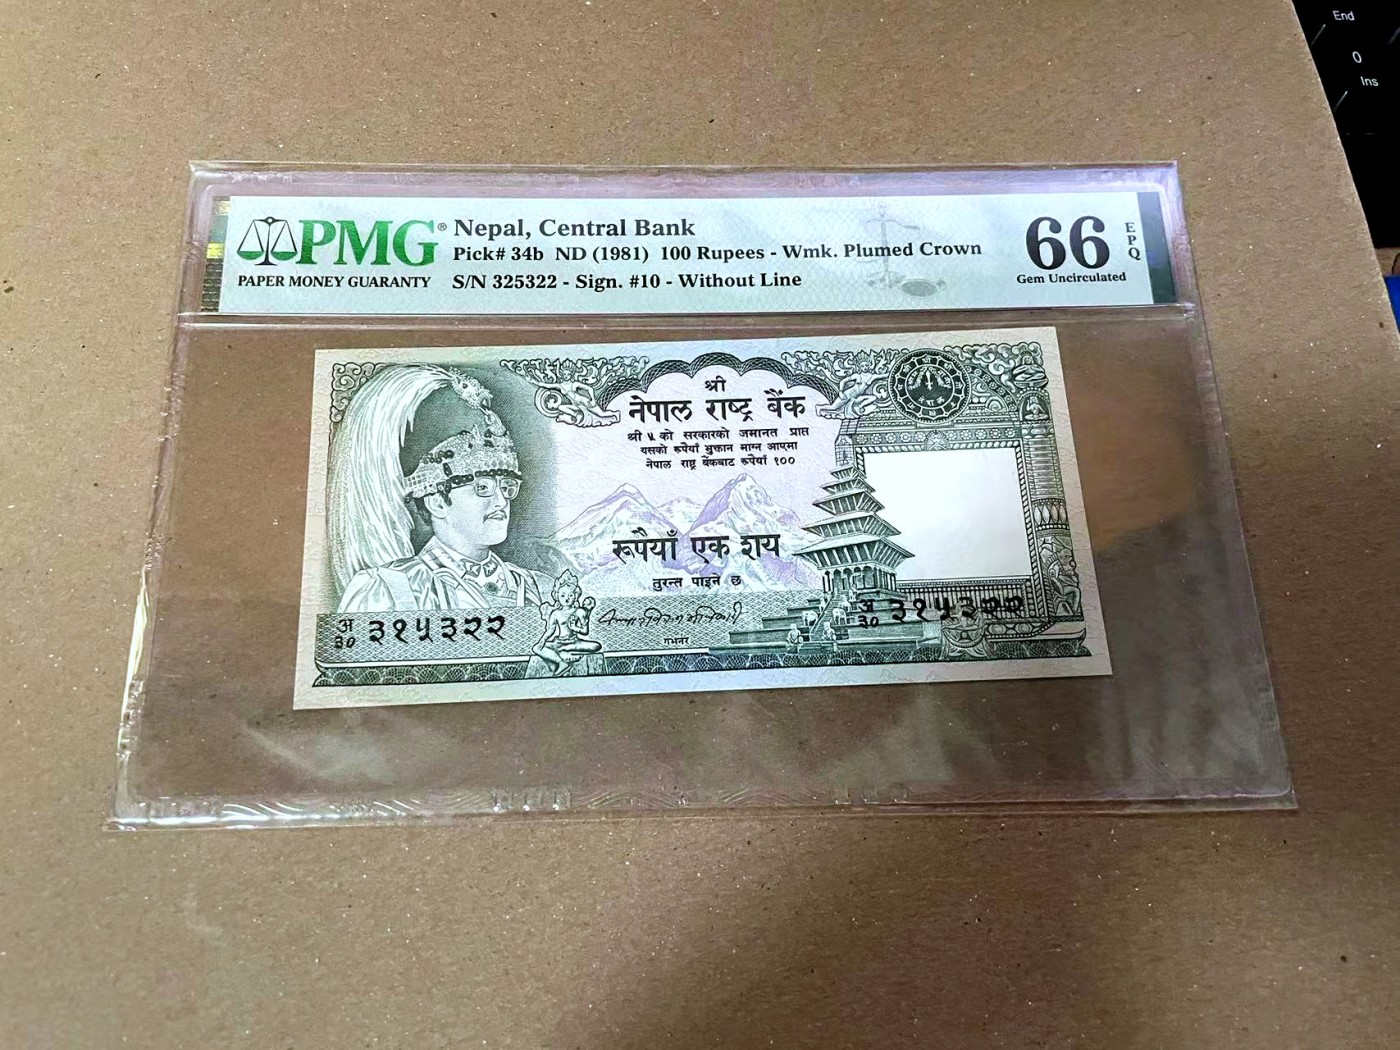 PMG®
PAPER MONEY GUARANTY
Nepal, Central Bank
Pick# 34b ND (1981) 100 Rupees - Wmk. Plumed Crown
S/N 325322 - Sign. #10 - Without Line
66
EPQ
Gem Uncirculated
श्री
नेपाल राष्ट्र बैंक
श्री ५ को सरकारको जमानत प्राप्त
यसको रूपैयाँ भुक्तान माग्न आएमा
नेपाल राष्ट्र बैंकबाट रूपैयाँ १००
रूपैयाँ एक शय
तुरन्त पाइने छ
अ/३० ३१५३२२
गभर्नर
अ/३० ३१५३२२
End
0
Ins